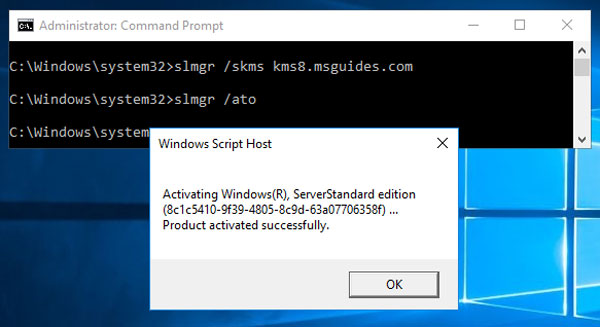 Administrator: Command Prompt
C:\Windows\system32>slmgr /skms kms8.msguides.com
C:\Windows\system32>slmgr /ato
C:\Windows\system
Windows Script Host
Activating Windows(R), ServerStandard edition
(8c1c5410-9f39-4805-8c9d-63a07706358f) ...
Product activated successfully.
OK